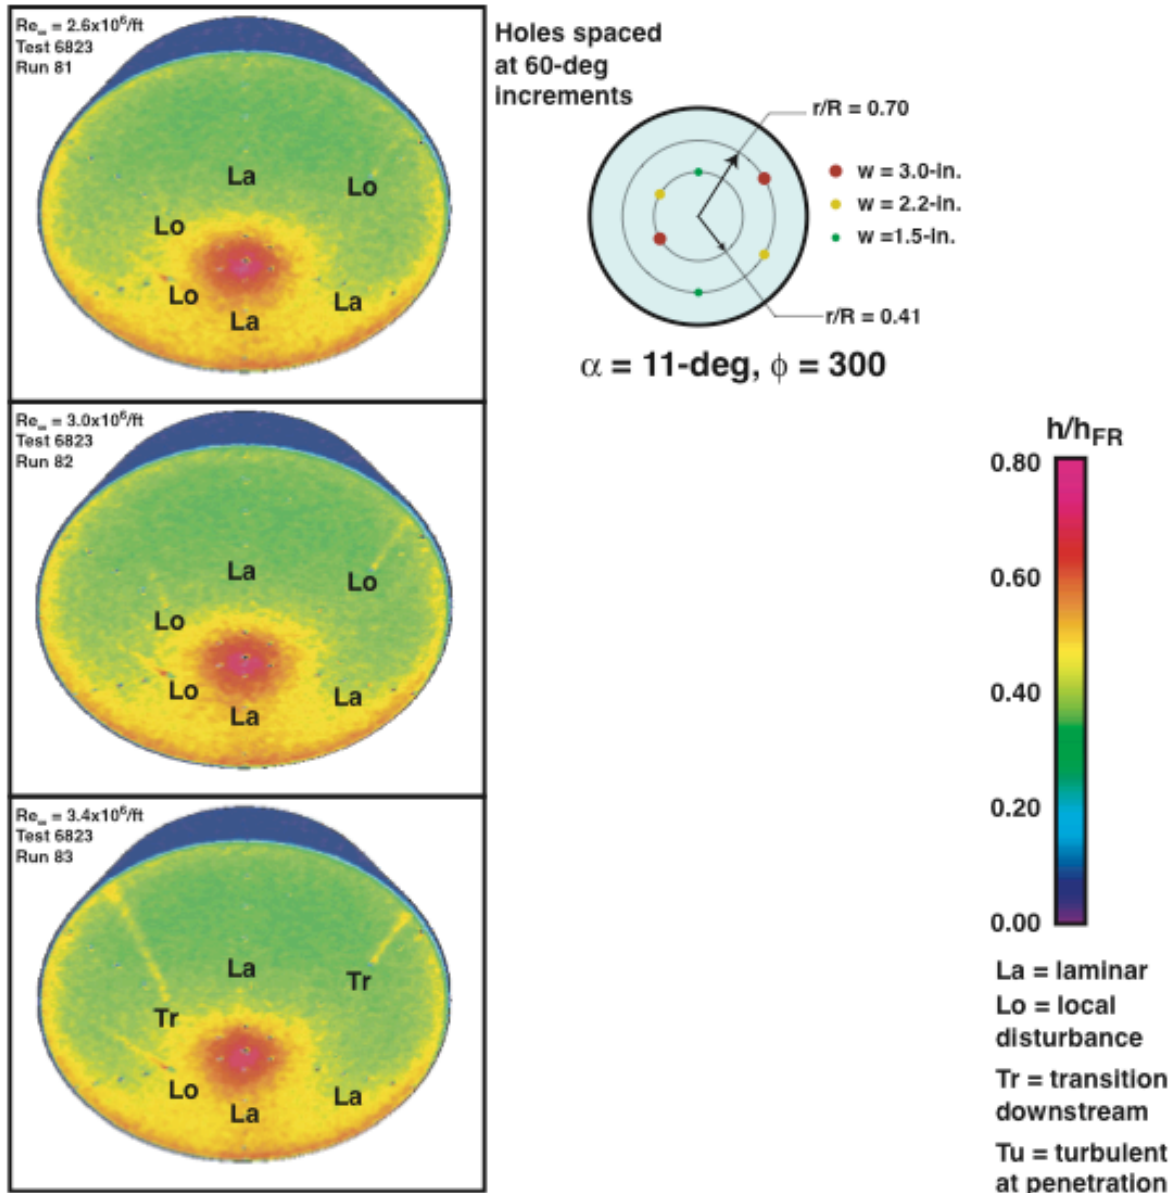 Re∞ = 2.6x10⁶/ft
Test 6823
Run 81
La
Lo
Lo
Lo
La
La
Holes spaced
at 60-deg
increments
r/R = 0.70
w = 3.0-in.
w = 2.2-in.
w =1.5-in.
r/R = 0.41
α = 11-deg, ϕ = 300
Re∞ = 3.0x10⁶/ft
Test 6823
Run 82
La
Lo
Lo
Lo
La
La
Re∞ = 3.4x10⁶/ft
Test 6823
Run 83
La
Tr
Tr
Lo
La
La
h/hFR
0.80
0.60
0.40
0.20
0.00
La = laminar
Lo = local
disturbance
Tr = transition
downstream
Tu = turbulent
at penetration